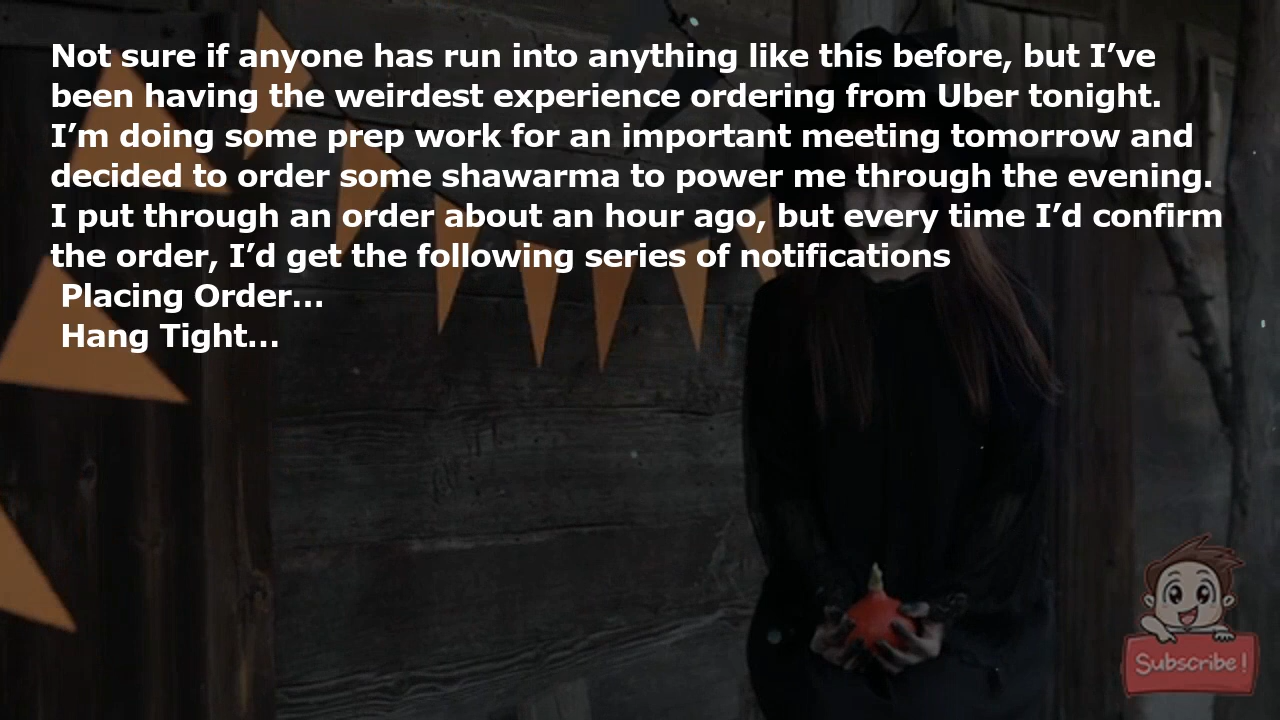 Not sure if anyone has run into anything like this before, but I’ve
been having the weirdest experience ordering from Uber tonight.
I’m doing some prep work for an important meeting tomorrow and
decided to order some shawarma to power me through the evening.
I put through an order about an hour ago, but every time I’d confirm
the order, I’d get the following series of notifications
Placing Order...
Hang Tight...
Subscribe!